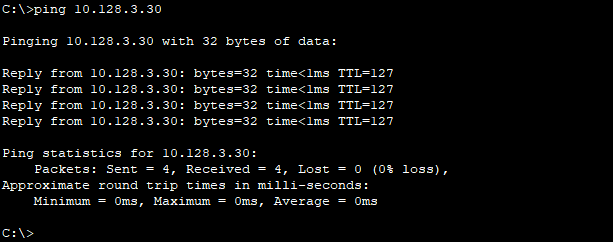 C:\>ping 10.128.3.30
Pinging 10.128.3.30 with 32 bytes of data:
Reply from 10.128.3.30: bytes=32 time<1ms TTL=127
Reply from 10.128.3.30: bytes=32 time<1ms TTL=127
Reply from 10.128.3.30: bytes=32 time<1ms TTL=127
Reply from 10.128.3.30: bytes=32 time<1ms TTL=127
Ping statistics for 10.128.3.30:
    Packets: Sent = 4, Received = 4, Lost = 0 (0% loss),
Approximate round trip times in milli-seconds:
    Minimum = 0ms, Maximum = 0ms, Average = 0ms
C:\>